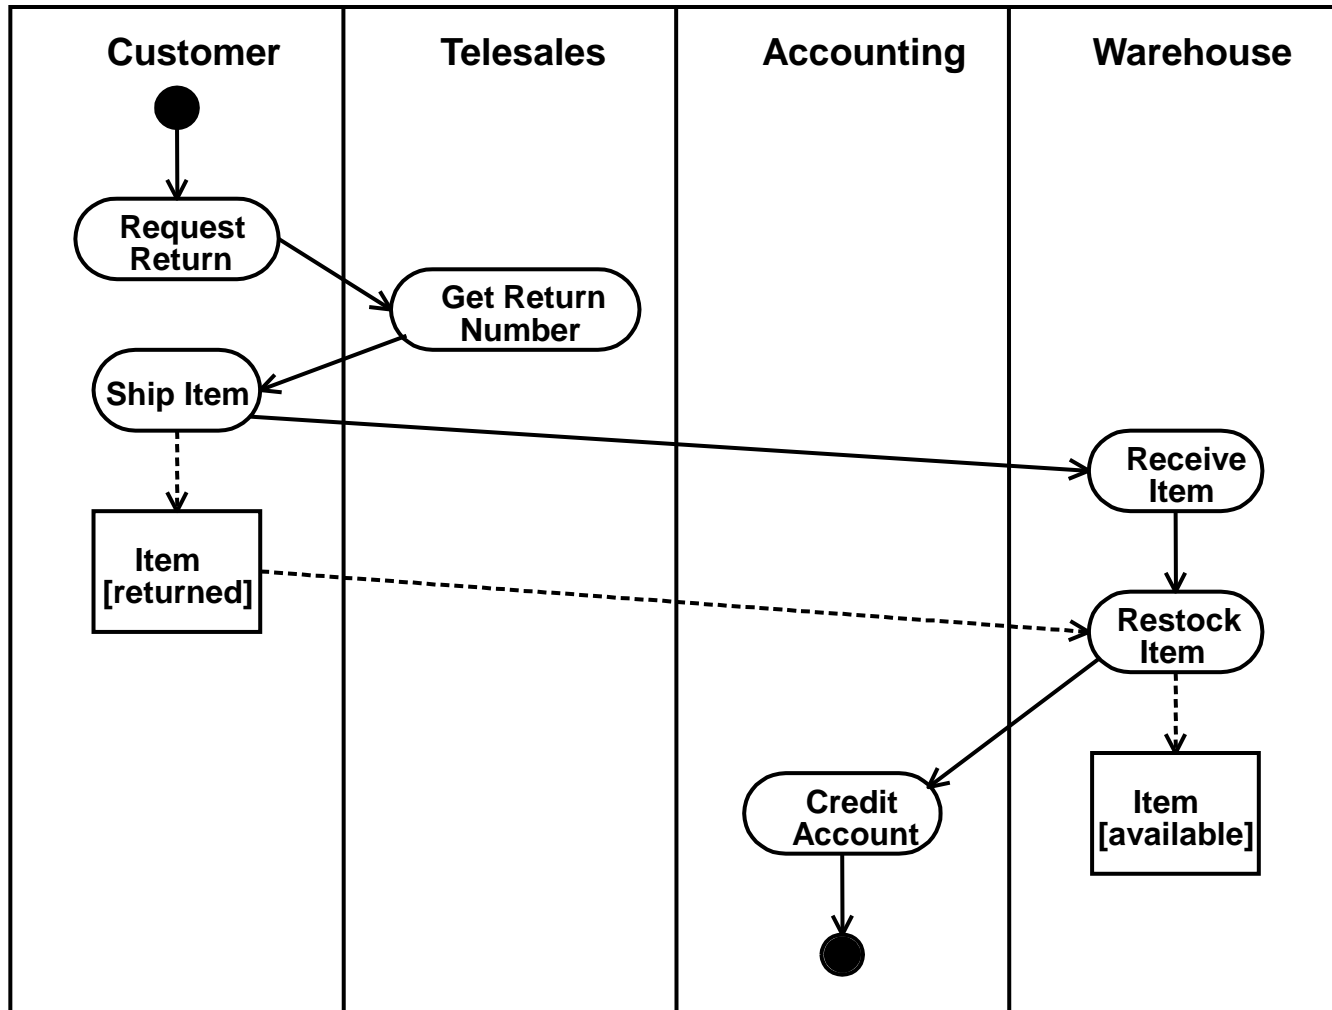 Customer
Telesales
Accounting
Warehouse
Request
Return
Get Return
Number
Ship Item
Receive
Item
Item
[returned]
Restock
Item
Credit
Account
Item
[available]